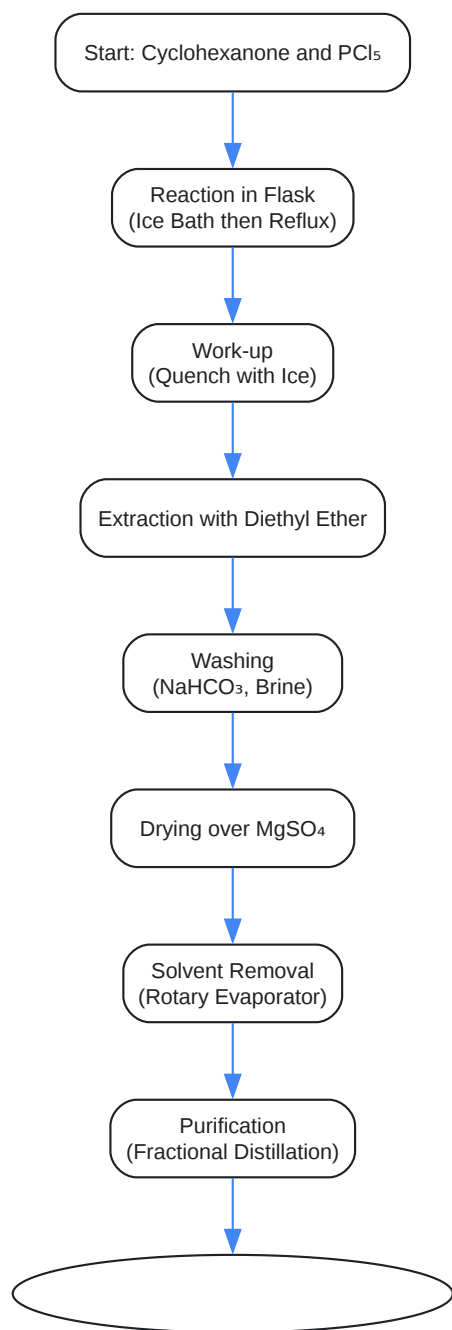 Start: Cyclohexanone and PCl₅
Reaction in Flask
(Ice Bath then Reflux)
Work-up
(Quench with Ice)
Extraction with Diethyl Ether
Washing
(NaHCO₃, Brine)
Drying over MgSO₄
Solvent Removal
(Rotary Evaporator)
Purification
(Fractional Distillation)